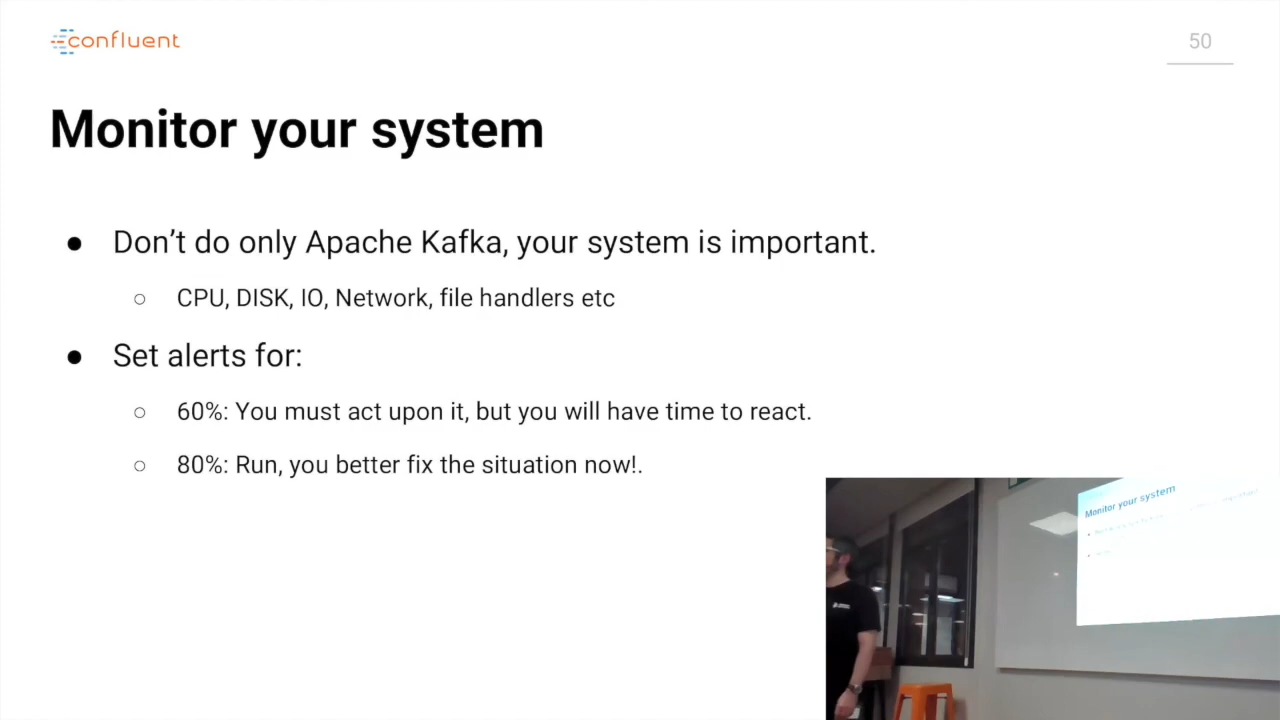 confluent
50
Monitor your system
● Don’t do only Apache Kafka, your system is important.
○ CPU, DISK, IO, Network, file handlers etc
● Set alerts for:
○ 60%: You must act upon it, but you will have time to react.
○ 80%: Run, you better fix the situation now!.
Monitor your system